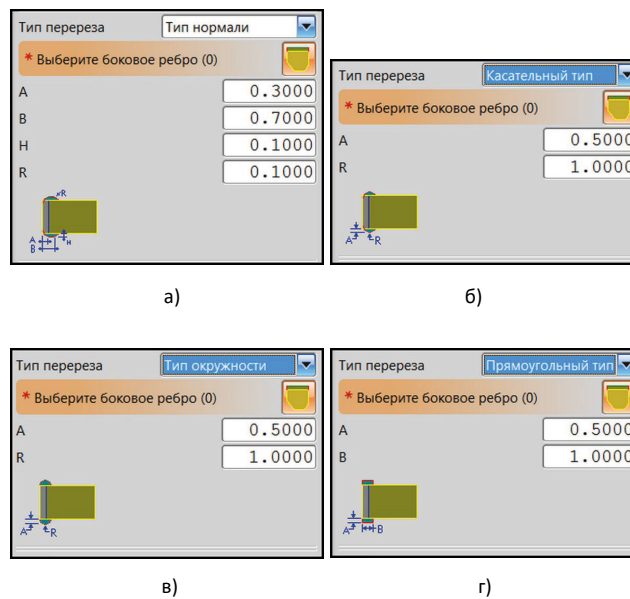 Тип перереза Тип нормали
* Выберите боковое ребро (0)
A 0.3000
B 0.7000
H 0.1000
R 0.1000
R
A
B
H
а)
Тип перереза Касательный тип
* Выберите боковое ребро (0)
A 0.5000
R 1.0000
A R
б)
Тип перереза Тип окружности
* Выберите боковое ребро (0)
A 0.5000
R 1.0000
A R
в)
Тип перереза Прямоугольный тип
* Выберите боковое ребро (0)
A 0.5000
B 1.0000
A B
г)